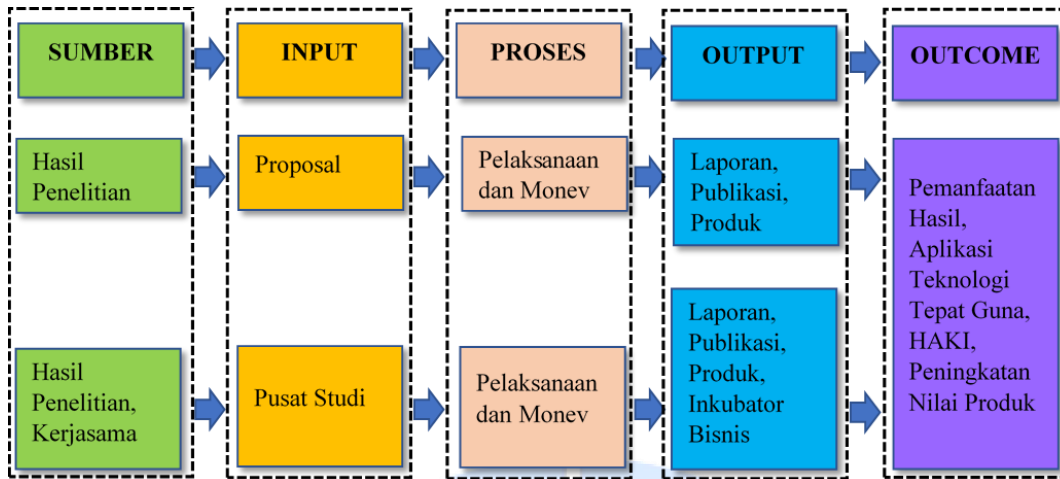 SUMBER
INPUT
PROSES
OUTPUT
OUTCOME
Hasil
Penelitian
Proposal
Pelaksanaan
dan Monev
Laporan,
Publikasi,
Produk
Pemanfaatan
Hasil,
Aplikasi
Teknologi
Tepat Guna,
HAKI,
Peningkatan
Nilai Produk
Hasil
Penelitian,
Kerjasama
Pusat Studi
Pelaksanaan
dan Monev
Laporan,
Publikasi,
Produk,
Inkubator
Bisnis